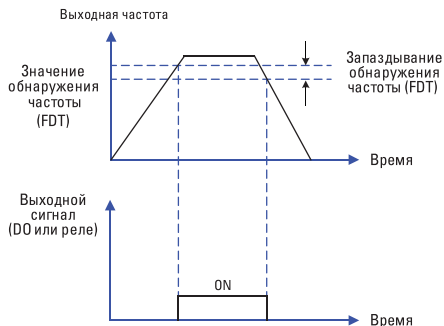 Выходная частота
Значение
обнаружения
частоты
(FDT)
Запаздывание
обнаружения
частоты (FDT)
Время
Выходной
сигнал
(DO или реле)
ON
Время